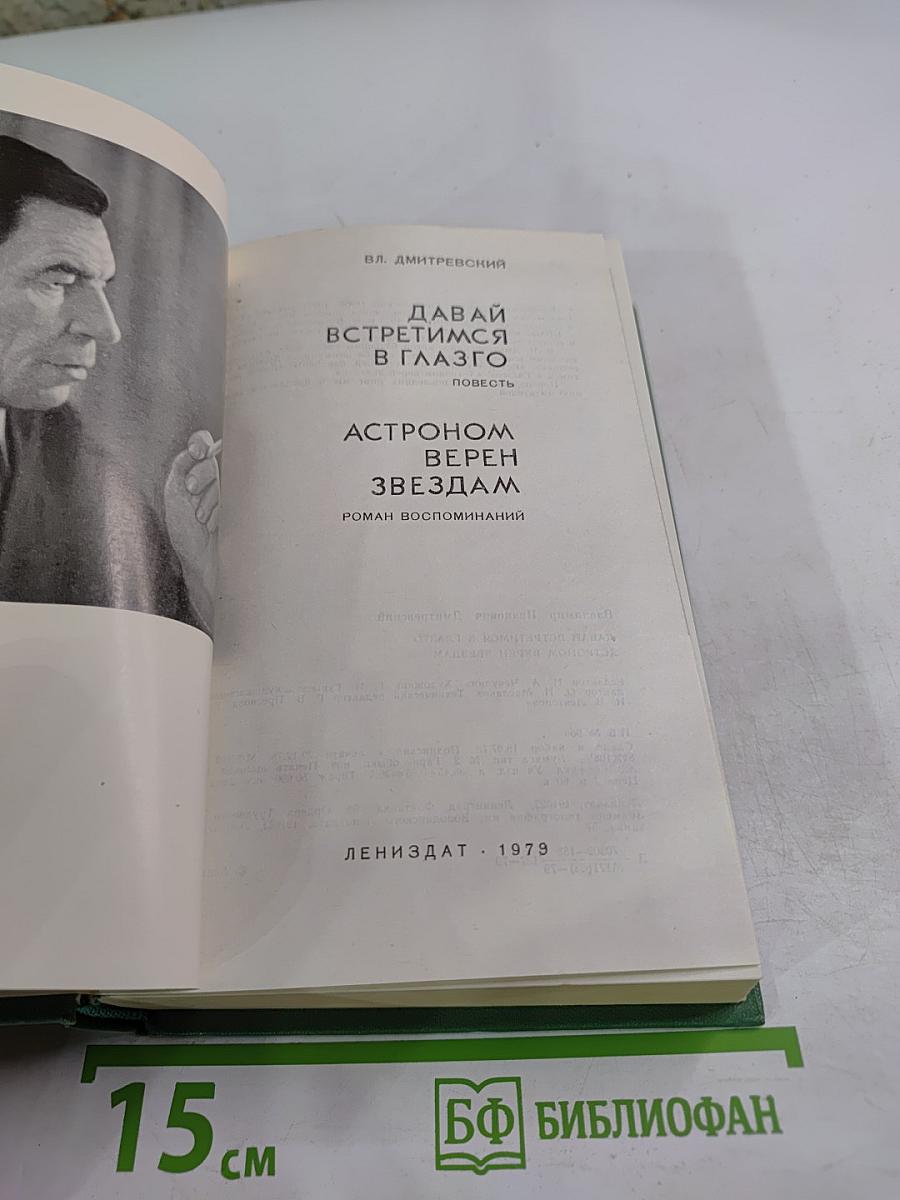 ВЛ. ДМИТРЕВСКИЙ
ДАВАЙ
ВСТРЕТИМСЯ
В ГЛАЗГО
ПОВЕСТЬ
АСТРОНОМ
ВЕРЕН
ЗВЕЗДАМ
РОМАН ВОСПОМИНАНИЙ
ЛЕНИЗДАТ · 1979
15 см
БФ БИБЛИОФАН